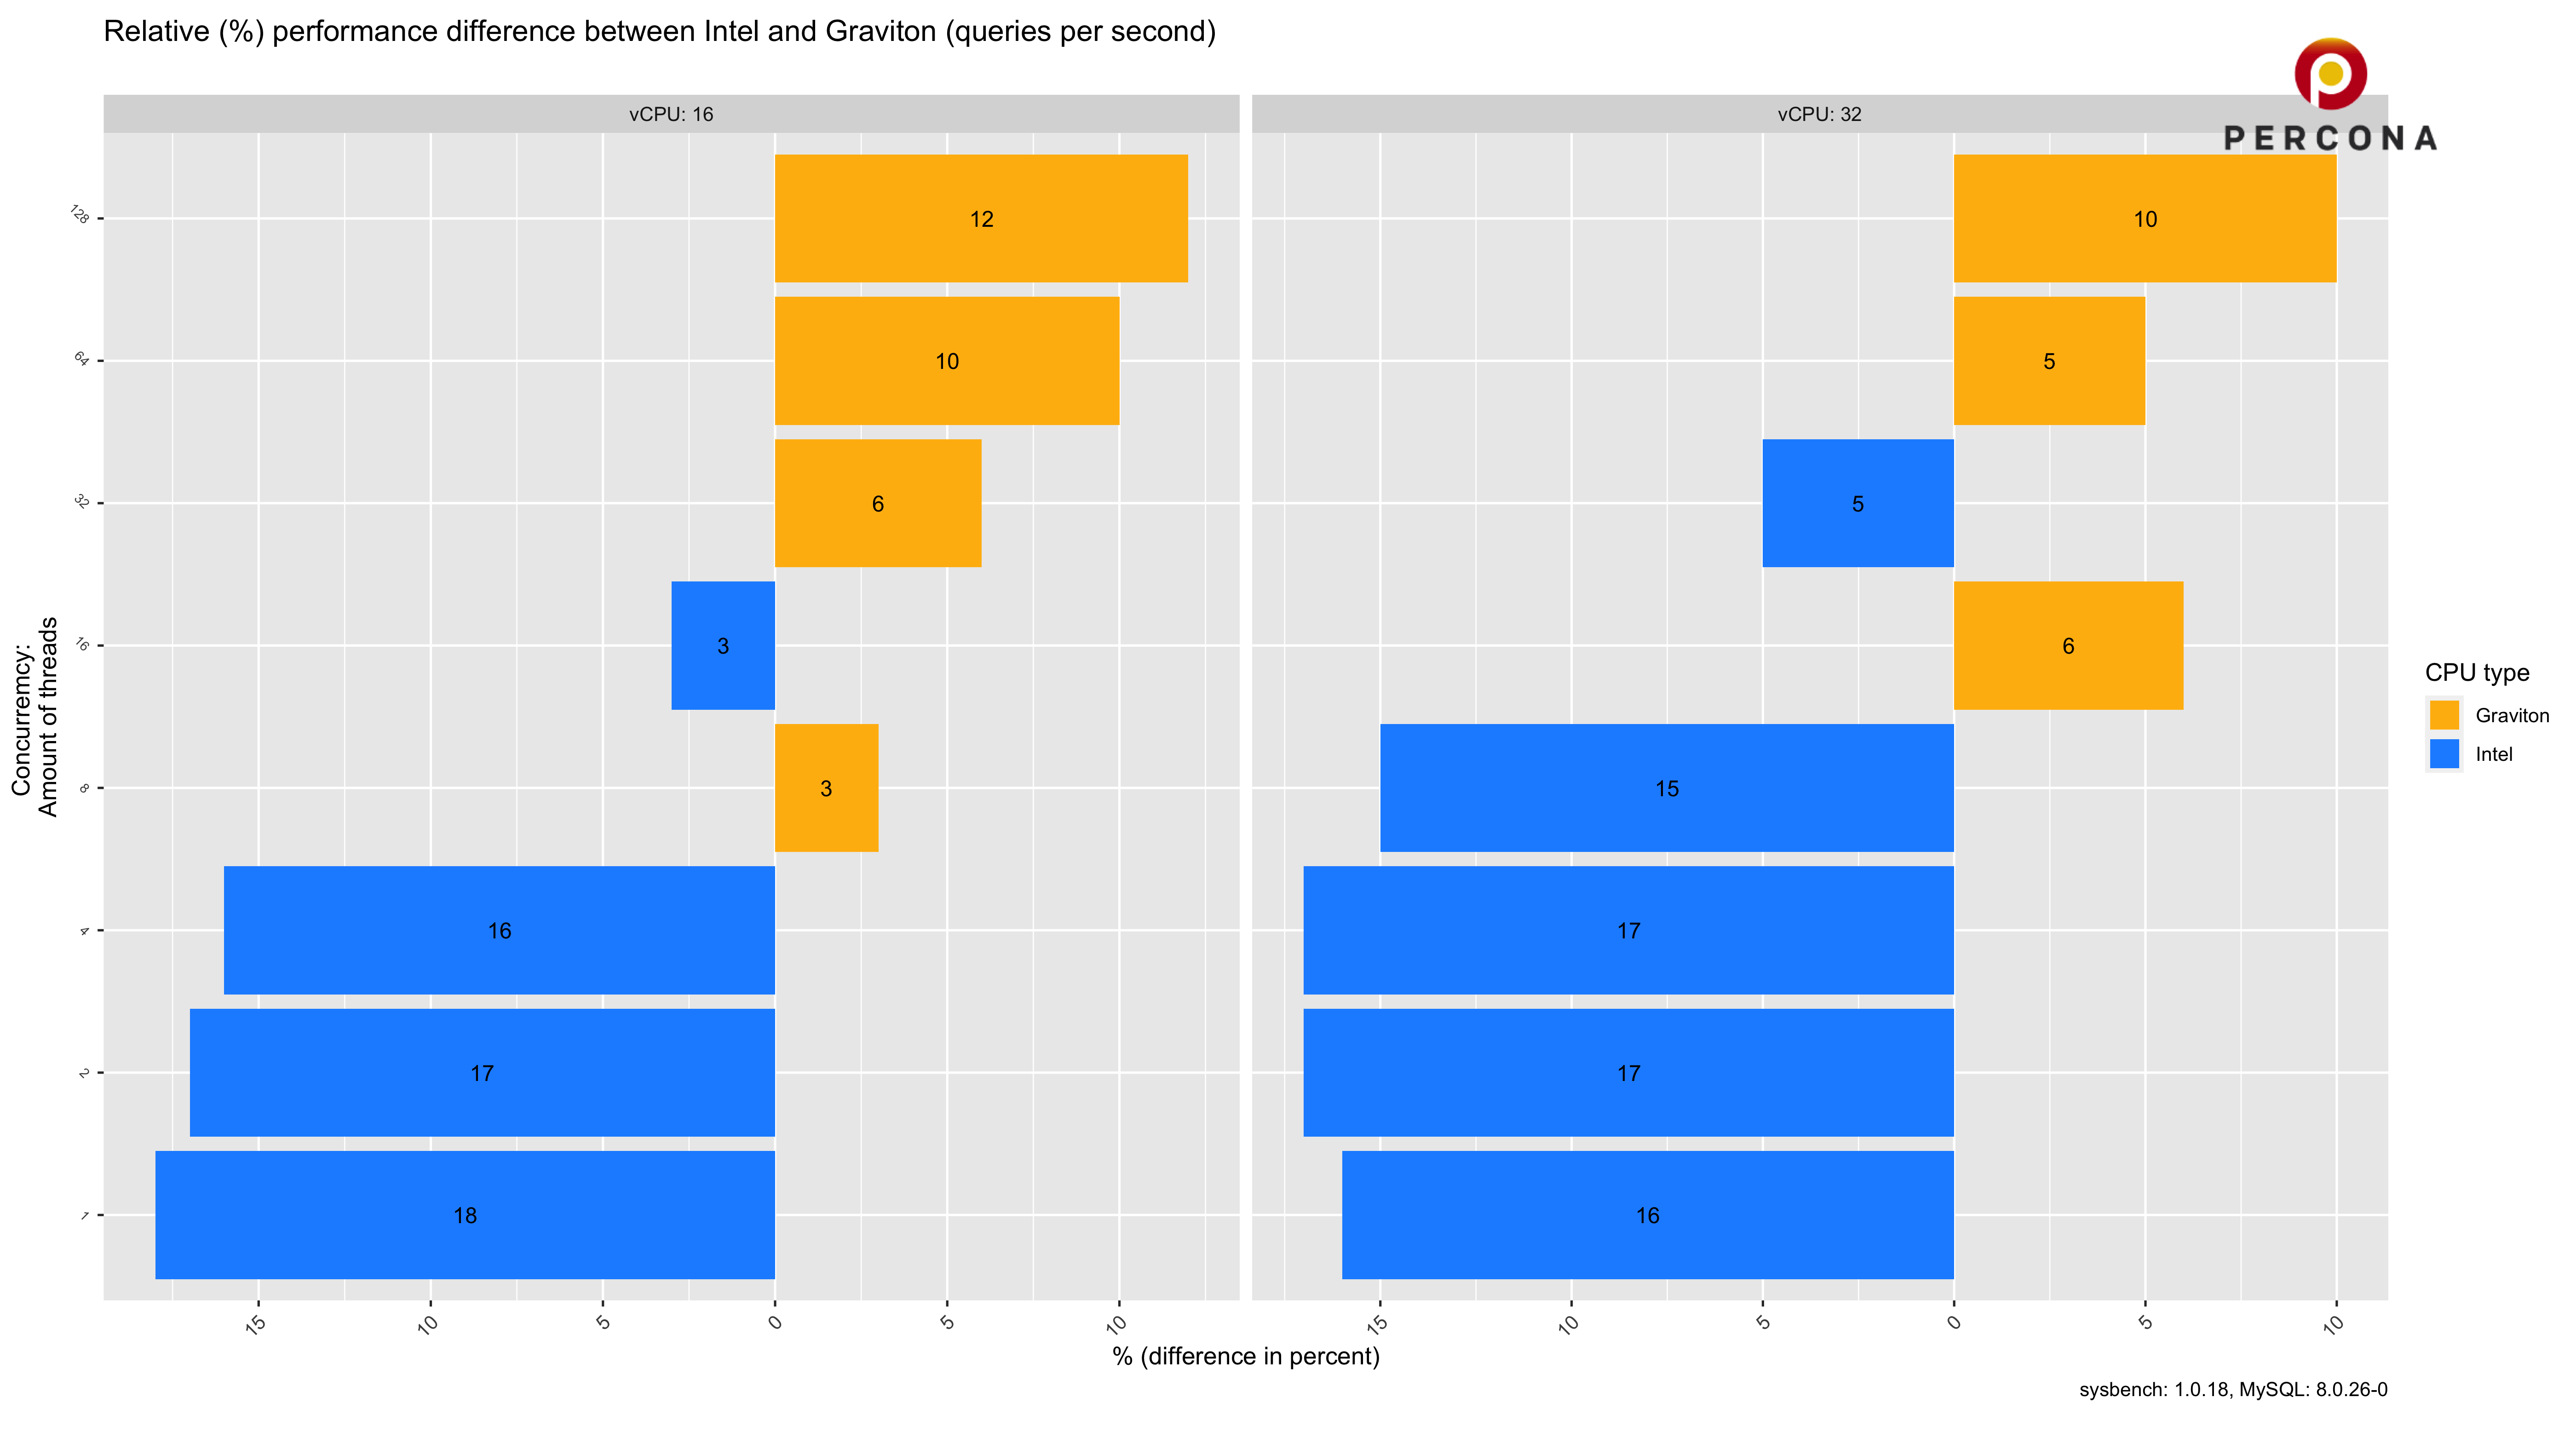 Relative (%) performance difference between Intel and Graviton (queries per second)
PERCONA
vCPU: 16
vCPU: 32
Concurremcy:
Amount of threads
128
12
10
64
10
5
32
6
5
16
3
6
8
3
15
4
16
17
2
17
17
1
18
16
15 10 5 0 5 10
15 10 5 0 5 10
% (difference in percent)
CPU type
Graviton
Intel
sysbench: 1.0.18, MySQL: 8.0.26-0